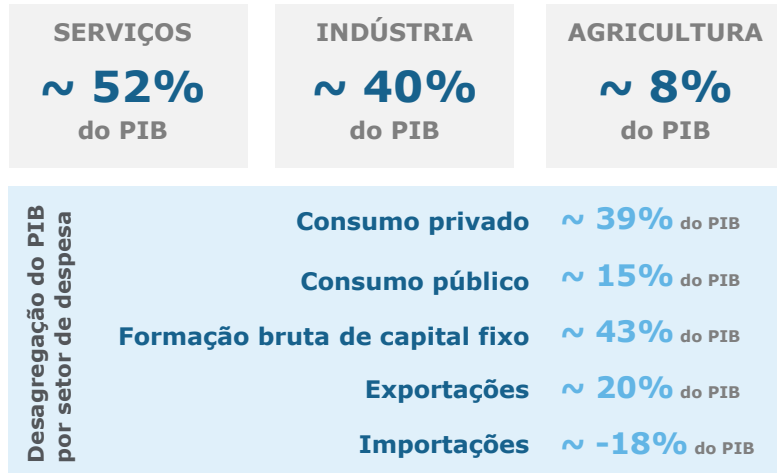 SERVIÇOS
~ 52%
do PIB
INDÚSTRIA
~ 40%
do PIB
AGRICULTURA
~ 8%
do PIB
Desagregação do PIB
por setor de despesa
Consumo privado ~ 39% do PIB
Consumo público ~ 15% do PIB
Formação bruta de capital fixo ~ 43% do PIB
Exportações ~ 20% do PIB
Importações ~ -18% do PIB